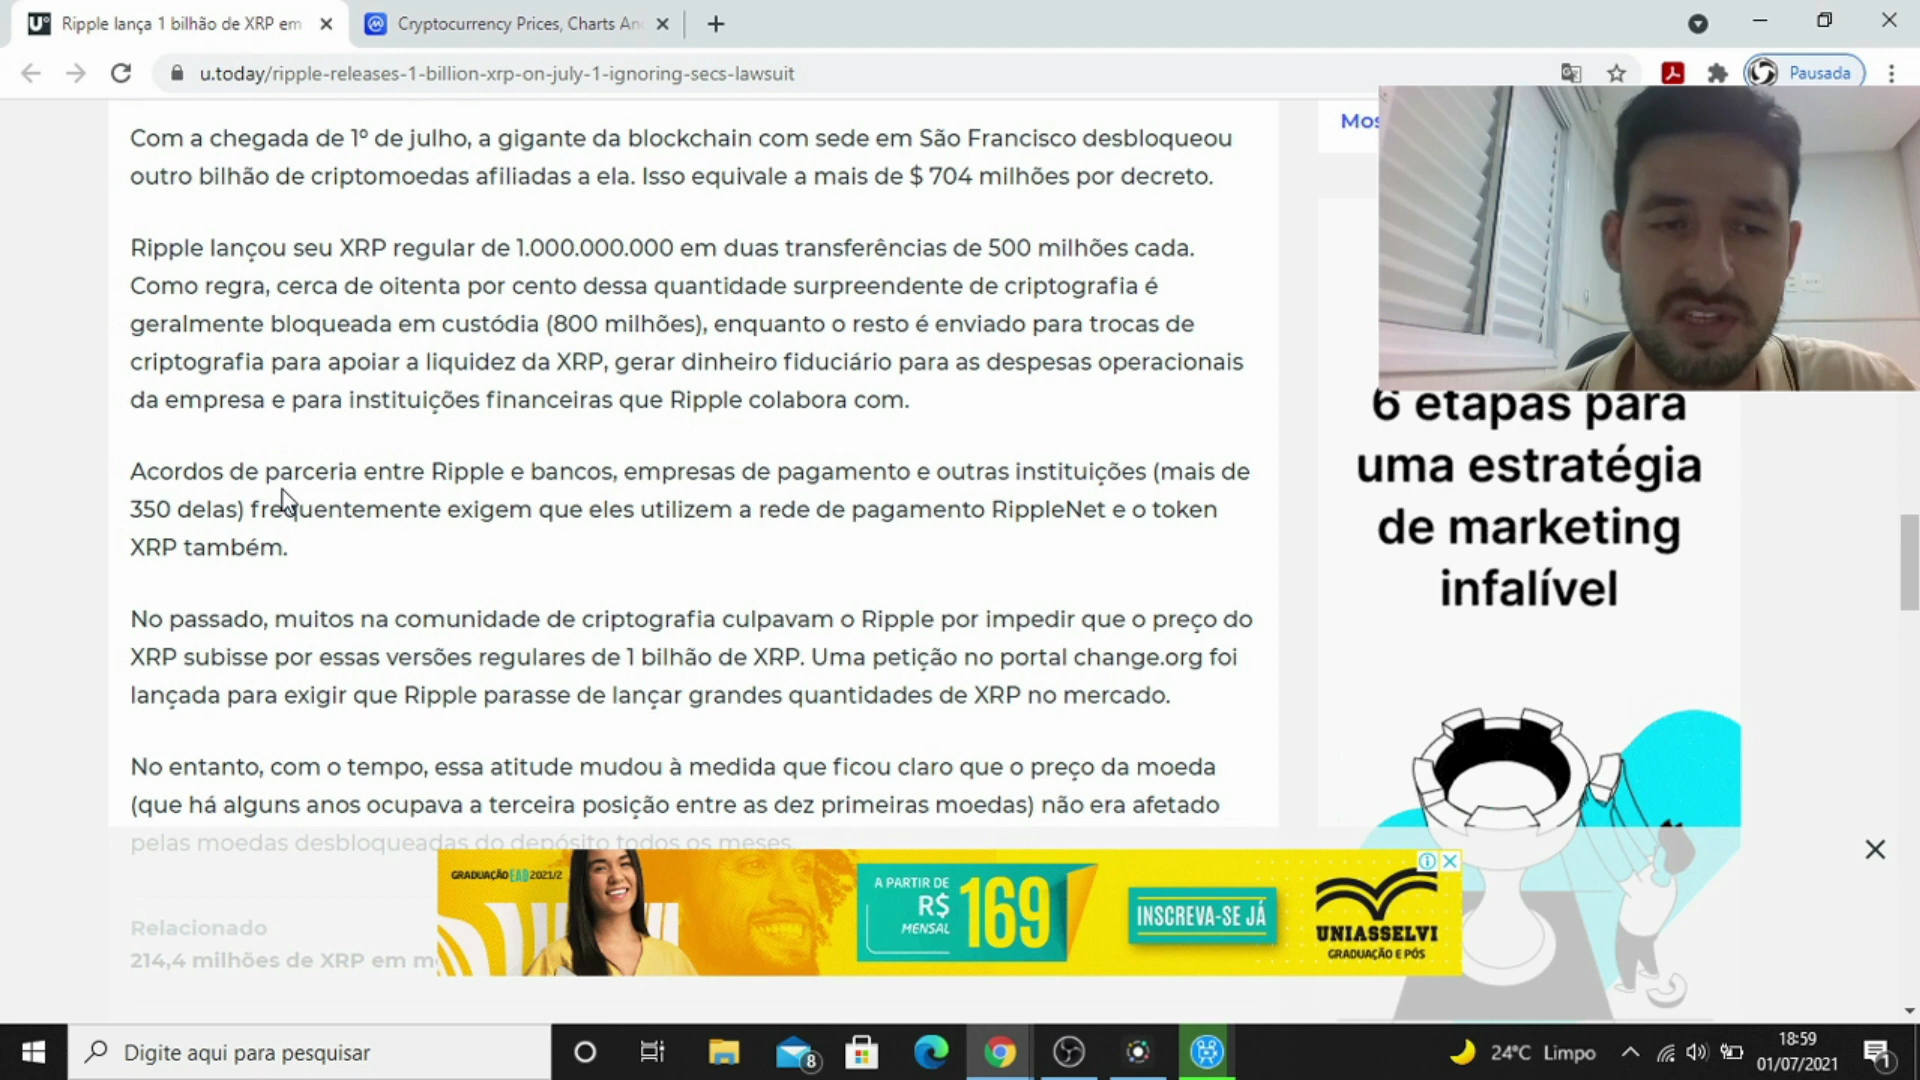 Ripple lança 1 bilhão de XRP em
Cryptocurrency Prices, Charts An
u.today/ripple-releases-1-billion-xrp-on-july-1-ignoring-secs-lawsuit
Pausada
Com a chegada de 1º de julho, a gigante da blockchain com sede em São Francisco desbloqueou
outro bilhão de criptomoedas afiliadas a ela. Isso equivale a mais de $ 704 milhões por decreto.
Ripple lançou seu XRP regular de 1.000.000.000 em duas transferências de 500 milhões cada.
Como regra, cerca de oitenta por cento dessa quantidade surpreendente de criptografia é
geralmente bloqueada em custódia (800 milhões), enquanto o resto é enviado para trocas de
criptografia para apoiar a liquidez da XRP, gerar dinheiro fiduciário para as despesas operacionais
da empresa e para instituições financeiras que Ripple colabora com.
Acordos de parceria entre Ripple e bancos, empresas de pagamento e outras instituições (mais de
350 delas) frequentemente exigem que eles utilizem a rede de pagamento RippleNet e o token
XRP também.
No passado, muitos na comunidade de criptografia culpavam o Ripple por impedir que o preço do
XRP subisse por essas versões regulares de 1 bilhão de XRP. Uma petição no portal change.org foi
lançada para exigir que Ripple parasse de lançar grandes quantidades de XRP no mercado.
No entanto, com o tempo, essa atitude mudou à medida que ficou claro que o preço da moeda
(que há alguns anos ocupava a terceira posição entre as dez primeiras moedas) não era afetado
pelas moedas desbloqueadas do depósito todos os meses.
Relacionado
214,4 milhões de XRP em m
Mos
6 etapas para
uma estratégia
de marketing
infalível
GRADUAÇÃO EAD 2021/2
A PARTIR DE
R$ 169
MENSAL
INSCREVA-SE JÁ
UNIASSELVI
GRADUAÇÃO E PÓS
Digite aqui para pesquisar
8
24°C Limpo
18:59
01/07/2021
1